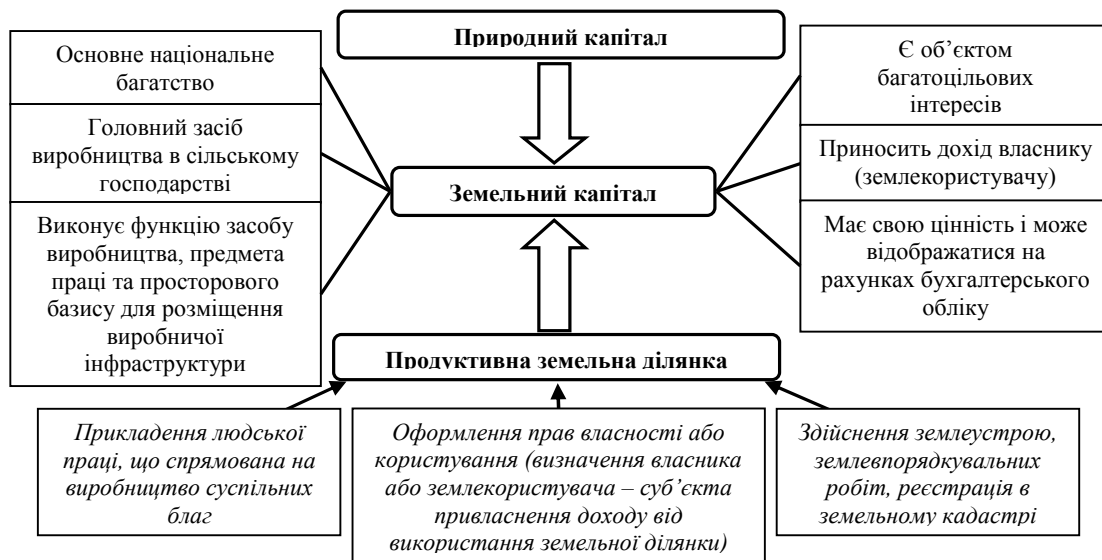 Природний капітал
Основне національне
багатство
Головний засіб
виробництва в сільському
господарстві
Виконує функцію засобу
виробництва, предмета
праці та просторового
базису для розміщення
виробничої
інфраструктури
Земельний капітал
Є об’єктом
багатоцільових
інтересів
Приносить дохід власнику
(землекористувачу)
Має свою цінність і може
відображатися на
рахунках бухгалтерського
обліку
Продуктивна земельна ділянка
Прикладення людської
праці, що спрямована на
виробництво суспільних
благ
Оформлення прав власності або
користування (визначення власника
або землекористувача – суб’єкта
привласнення доходу від
використання земельної ділянки)
Здійснення землеустрою,
землевпорядкувальних
робіт, реєстрація в
земельному кадастрі